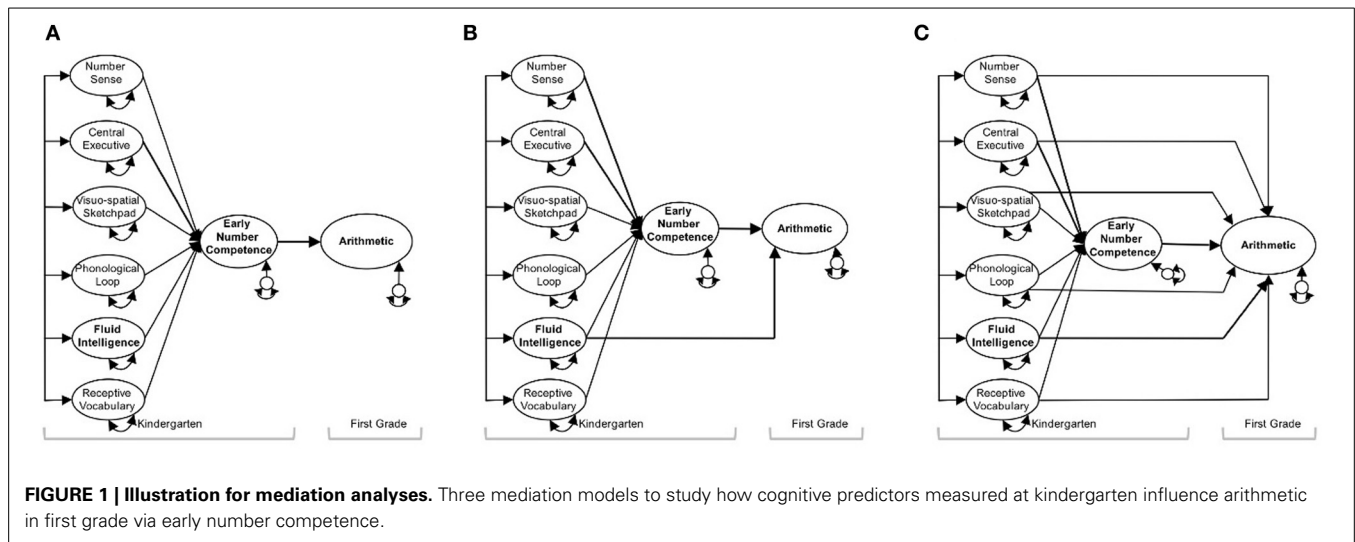 A
Number
Sense
Central
Executive
Visuo-spatial
Sketchpad
Phonological
Loop
Fluid
Intelligence
Receptive
Vocabulary
Early
Number
Competence
Arithmetic
Kindergarten
First Grade
B
Number
Sense
Central
Executive
Visuo-spatial
Sketchpad
Phonological
Loop
Fluid
Intelligence
Receptive
Vocabulary
Early
Number
Competence
Arithmetic
Kindergarten
First Grade
C
Number
Sense
Central
Executive
Visuo-spatial
Sketchpad
Phonological
Loop
Fluid
Intelligence
Receptive
Vocabulary
Early
Number
Competence
Arithmetic
Kindergarten
First Grade
FIGURE 1 | Illustration for mediation analyses. Three mediation models to study how cognitive predictors measured at kindergarten influence arithmetic
in first grade via early number competence.